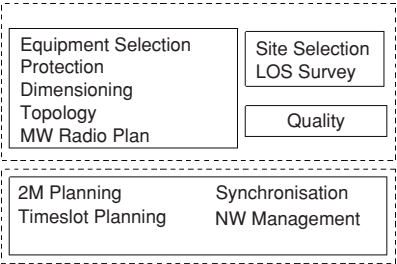 Equipment Selection
Protection
Dimensioning
Topology
MW Radio Plan
Site Selection
LOS Survey
Quality
2M Planning
Timeslot Planning
Synchronisation
NW Management